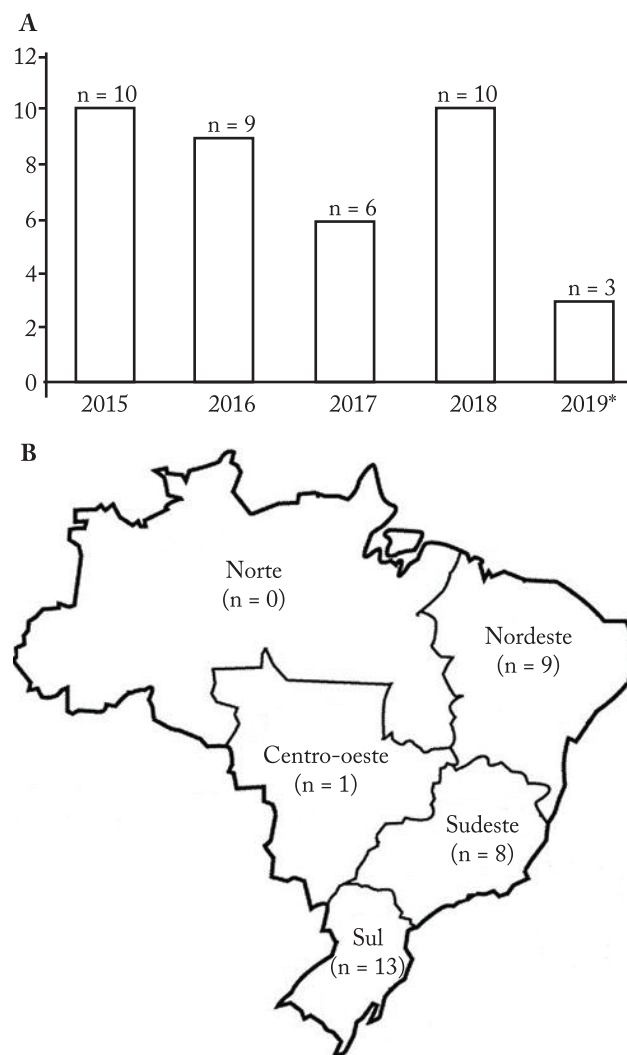 A
12
10
8
6
4
2
0
n = 10
n = 9
n = 6
n = 10
n = 3
2015
2016
2017
2018
2019*
B
Norte
(n = 0)
Nordeste
(n = 9)
Centro-oeste
(n = 1)
Sudeste
(n = 8)
Sul
(n = 13)